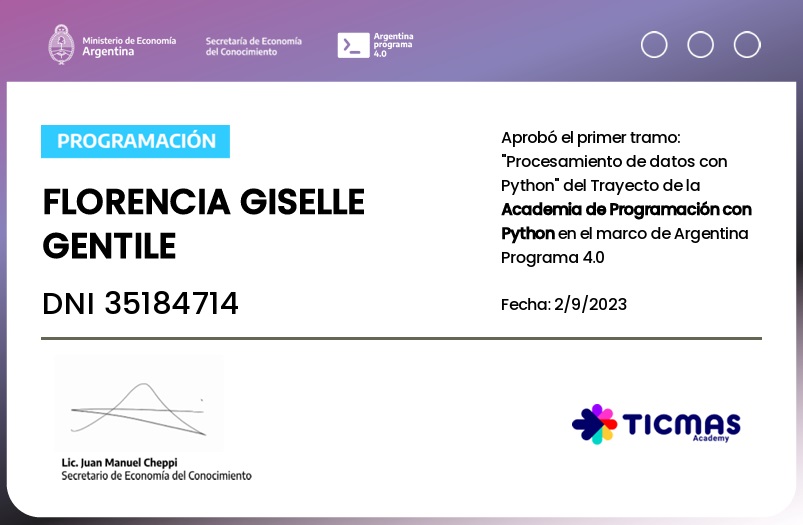 Ministerio de Economía
Argentina
Secretaría de Economía
del Conocimiento
Argentina
programa
4.0
PROGRAMACIÓN
FLORENCIA GISELLE
GENTILE
DNI 35184714
Aprobó el primer tramo:
"Procesamiento de datos con
Python" del Trayecto de la
Academia de Programación con
Python en el marco de Argentina
Programa 4.0
Fecha: 2/9/2023
Lic. Juan Manuel Cheppi
Secretario de Economía del Conocimiento
TICMAS
Academy